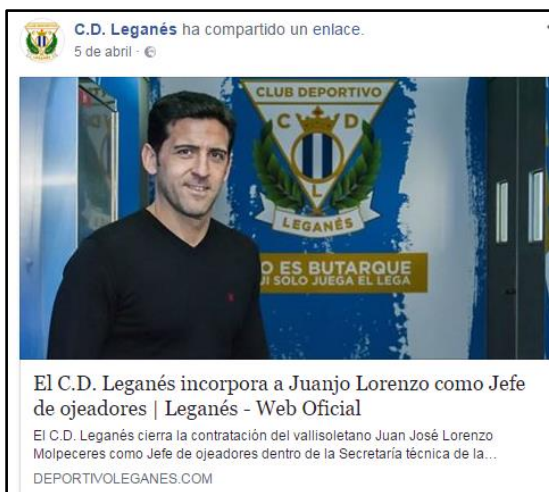 C.D. Leganés ha compartido un enlace.
5 de abril ·
CLUB DEPORTIVO
C V D
L
LEGANÉS
O ES BUTARQUE
UI SOLO JUEGA EL LEGA
El C.D. Leganés incorpora a Juanjo Lorenzo como Jefe
de ojeadores | Leganés - Web Oficial
El C.D. Leganés cierra la contratación del vallisoletano Juan José Lorenzo
Molpeceres como Jefe de ojeadores dentro de la Secretaría técnica de la...
DEPORTIVOLEGANES.COM